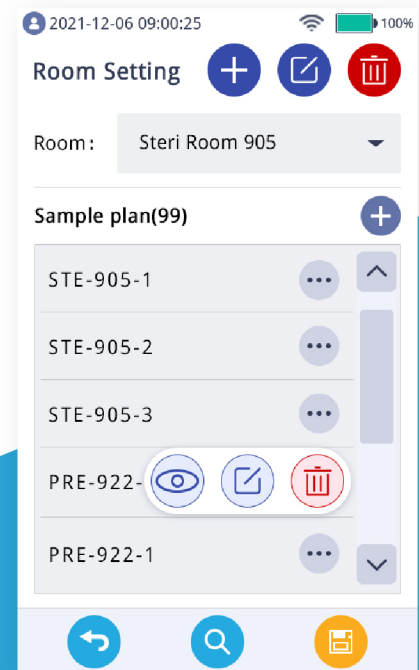 2021-12-06 09:00:25 100%
Room Setting
Room: Steri Room 905
Sample plan(99)
STE-905-1
STE-905-2
STE-905-3
PRE-922-
PRE-922-1